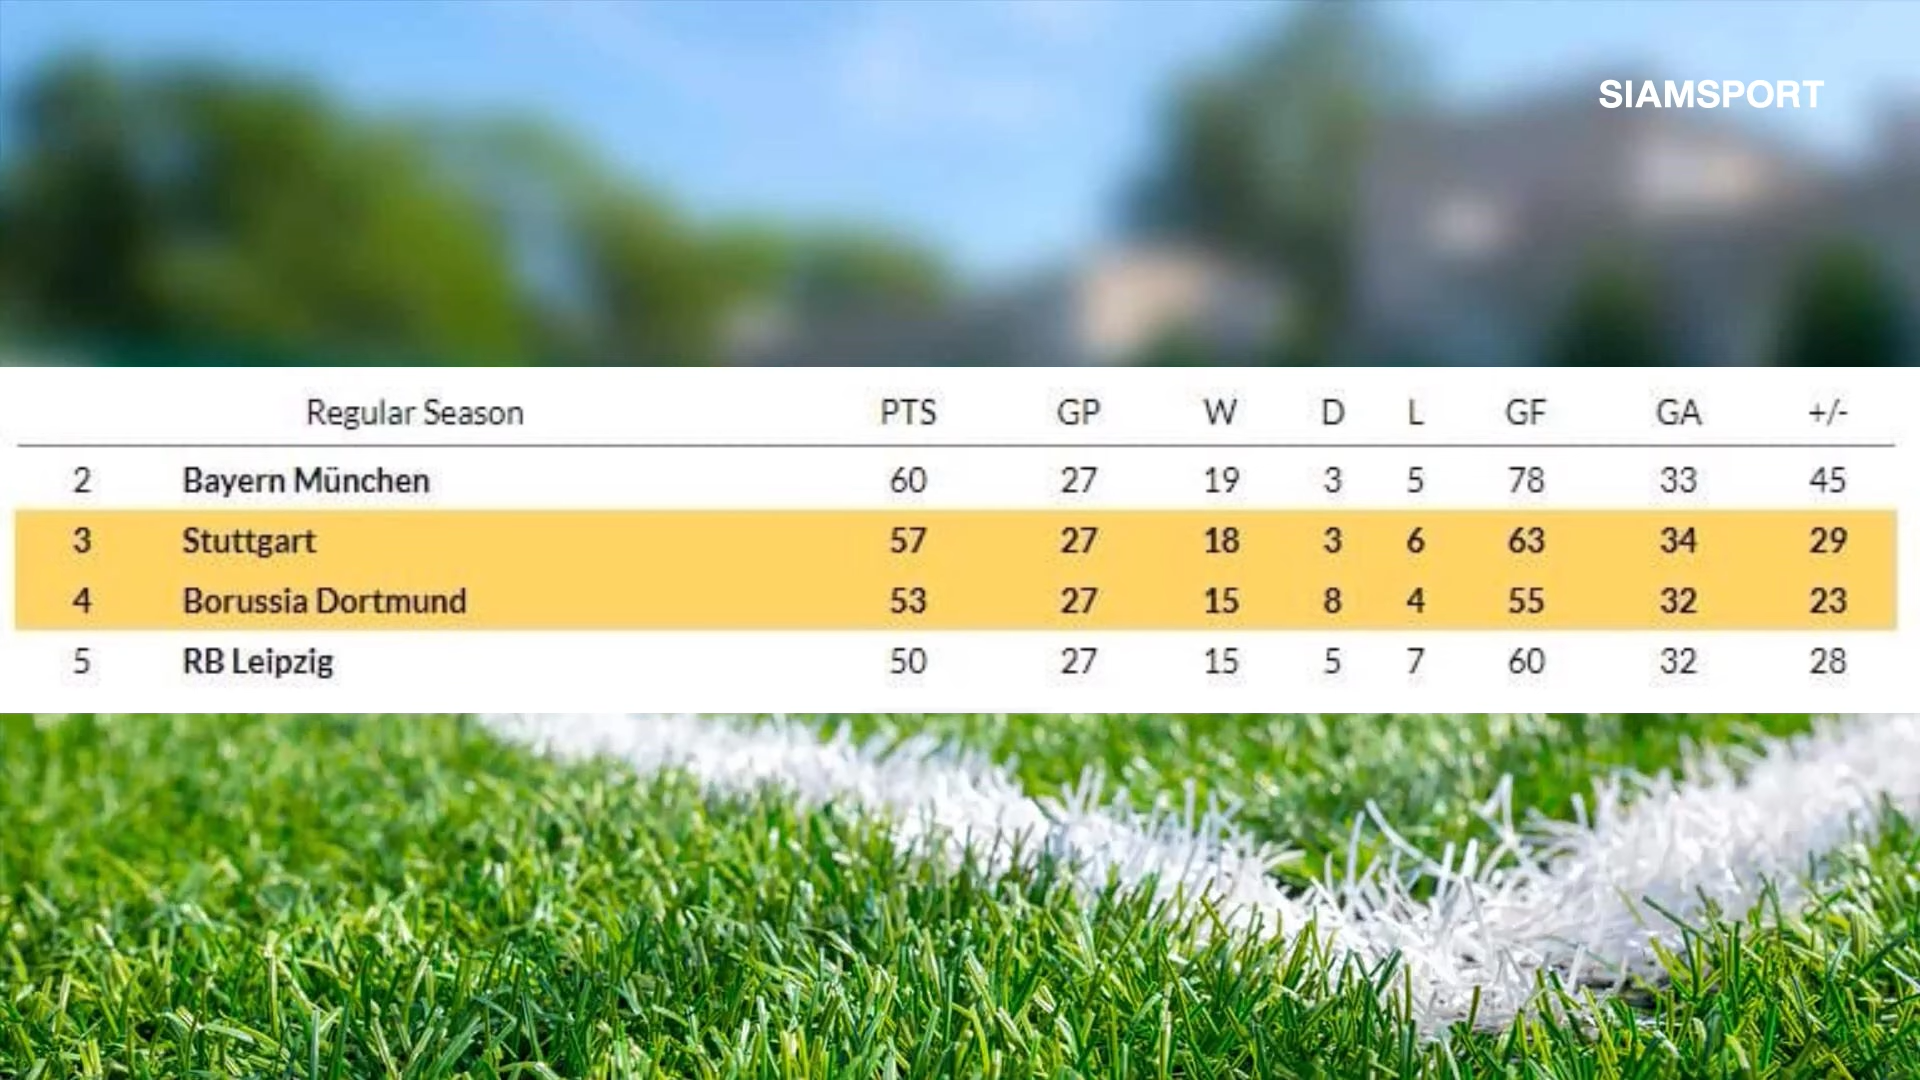 SIAMSPORT
Regular Season PTS GP W D L GF GA +/-
2 Bayern München 60 27 19 3 5 78 33 45
3 Stuttgart 57 27 18 3 6 63 34 29
4 Borussia Dortmund 53 27 15 8 4 55 32 23
5 RB Leipzig 50 27 15 5 7 60 32 28